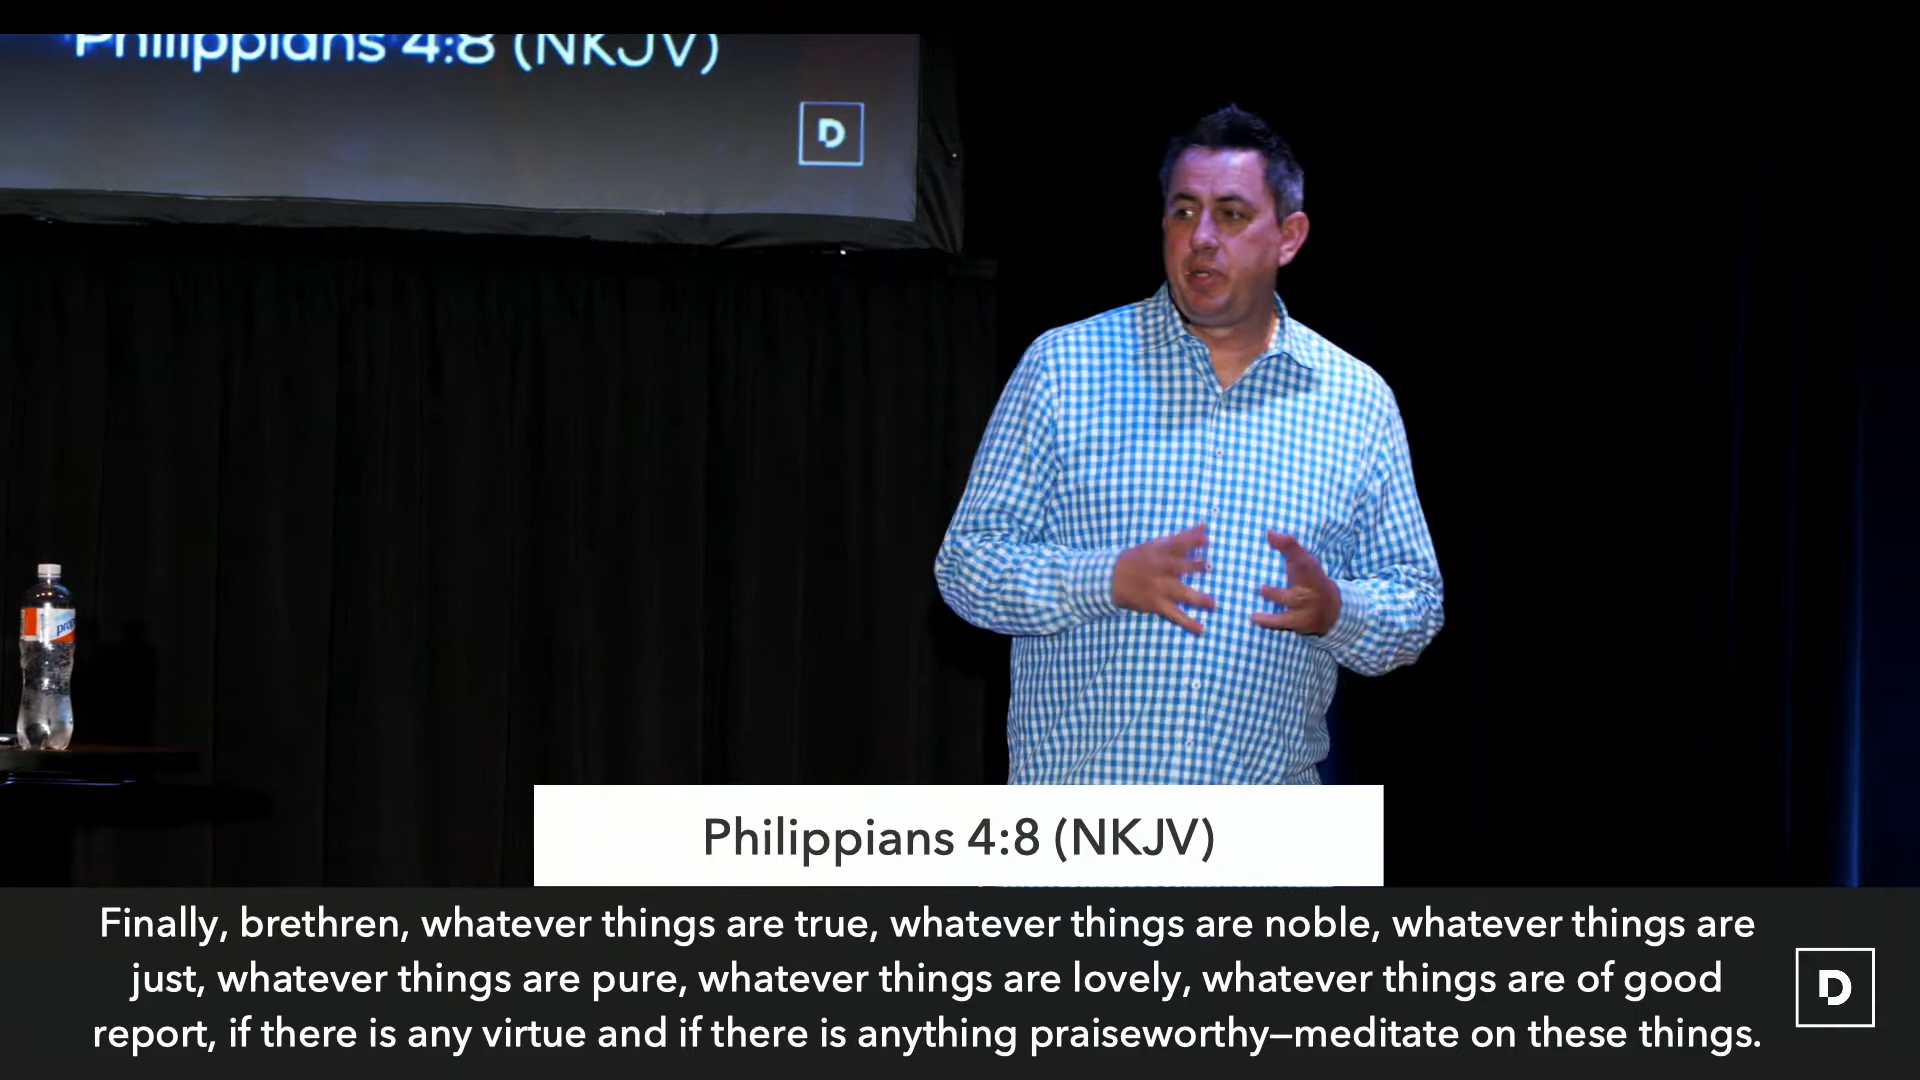 Philippians 4:8 (NKJV)
D
Philippians 4:8 (NKJV)
Finally, brethren, whatever things are true, whatever things are noble, whatever things are
just, whatever things are pure, whatever things are lovely, whatever things are of good
report, if there is any virtue and if there is anything praiseworthy—meditate on these things.
D